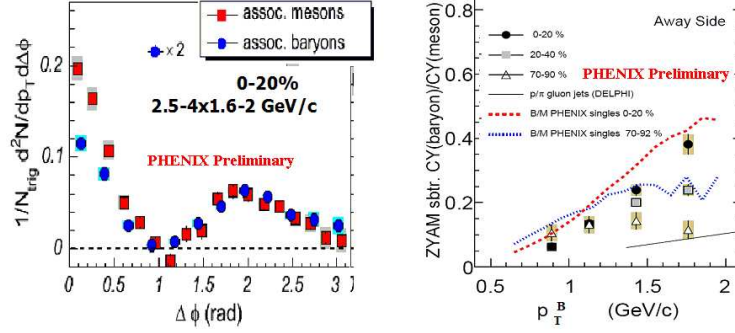 assoc. mesons
assoc. baryons
× 2
0-20%
2.5-4x1.6-2 GeV/c
PHENIX Preliminary
1/N_trig d²N/dp_T dΔφ
0.2
0.1
0
0 0.5 1 1.5 2 2.5 3
Δ φ (rad)
Away Side
0-20 %
20-40 %
70-90 %
PHENIX Preliminary
p/π gluon jets (DELPHI)
B/M PHENIX singles 0-20 %
B/M PHENIX singles 70-92 %
ZYAM sbtr. CY(baryon)/CY(meson)
0.8
0.6
0.4
0.2
0
0.5 1 1.5 2
p_T^B (GeV/c)